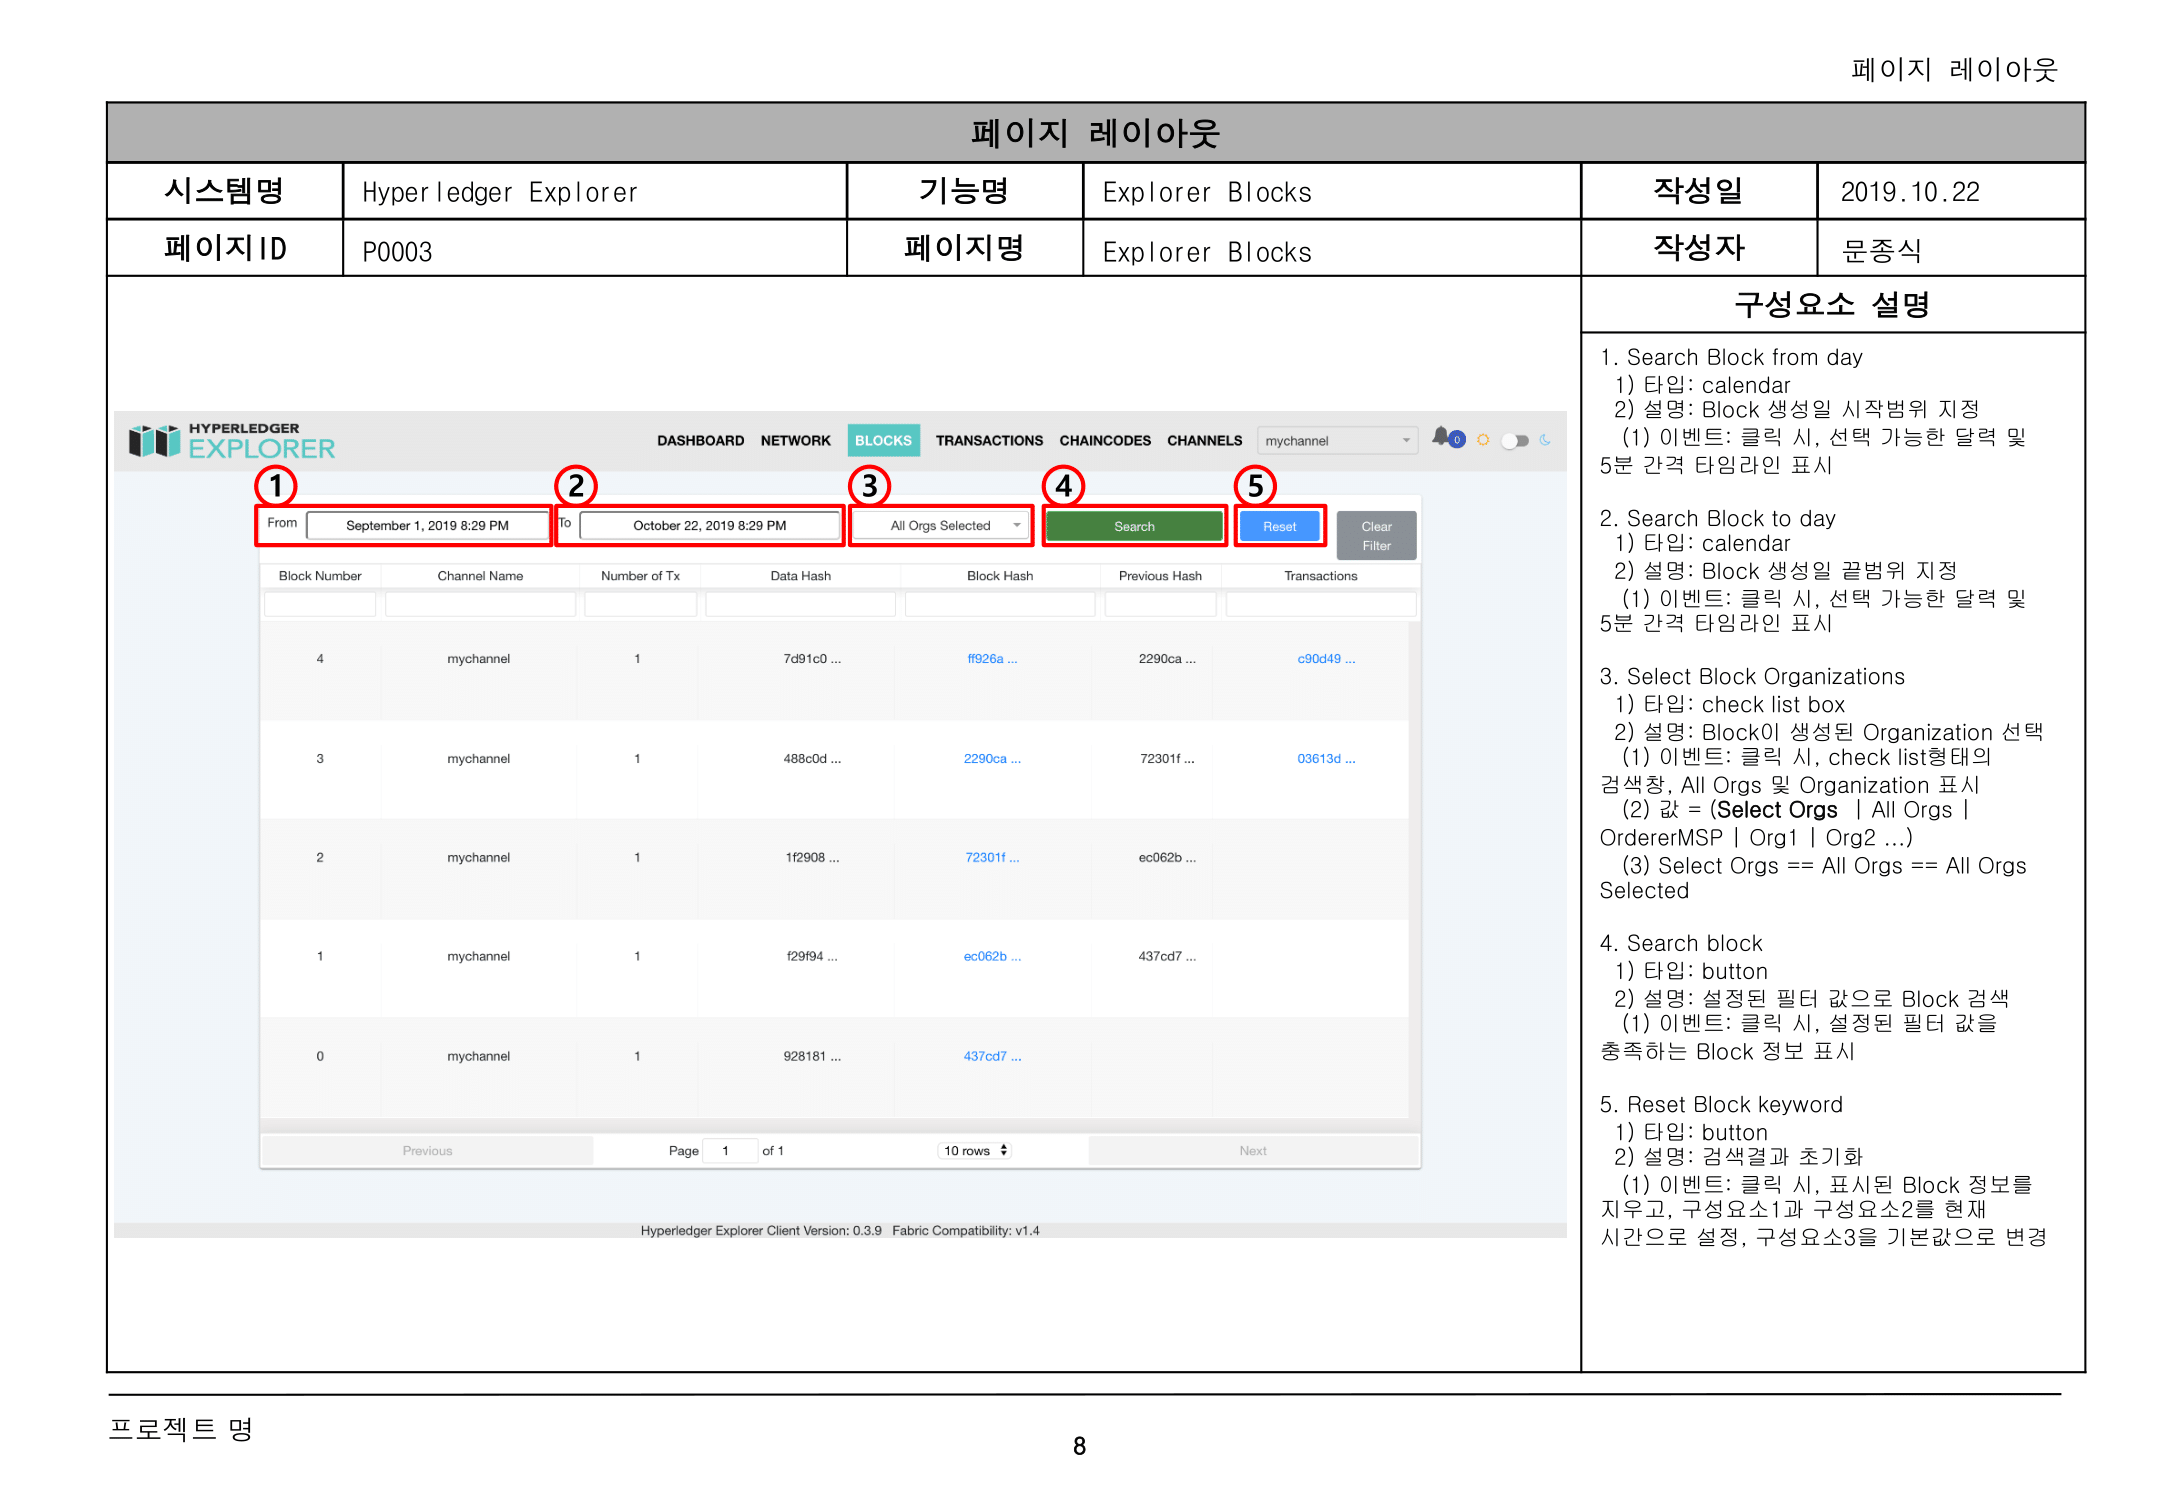 페이지 레이아웃
페이지 레이아웃
시스템명 Hyperledger Explorer 기능명 Explorer Blocks 작성일 2019.10.22
페이지ID P0003 페이지명 Explorer Blocks 작성자 문종식
HYPERLEDGER
EXPLORER
DASHBOARD NETWORK BLOCKS TRANSACTIONS CHAINCODES CHANNELS mychannel 0
1 2 3 4 5
From September 1, 2019 8:29 PM To October 22, 2019 8:29 PM All Orgs Selected Search Reset Clear
Filter
Block Number Channel Name Number of Tx Data Hash Block Hash Previous Hash Transactions
4 mychannel 1 7d91c0 ... ff926a ... 2290ca ... c90d49 ...
3 mychannel 1 488c0d ... 2290ca ... 72301f ... 03613d ...
2 mychannel 1 1f2908 ... 72301f ... ec062b ...
1 mychannel 1 f29f94 ... ec062b ... 437cd7 ...
0 mychannel 1 928181 ... 437cd7 ...
Previous Page 1 of 1 10 rows Next
Hyperledger Explorer Client Version: 0.3.9 Fabric Compatibility: v1.4
구성요소 설명
1. Search Block from day
1) 타입: calendar
2) 설명: Block 생성일 시작범위 지정
(1) 이벤트: 클릭 시, 선택 가능한 달력 및
5분 간격 타임라인 표시
2. Search Block to day
1) 타입: calendar
2) 설명: Block 생성일 끝범위 지정
(1) 이벤트: 클릭 시, 선택 가능한 달력 및
5분 간격 타임라인 표시
3. Select Block Organizations
1) 타입: check list box
2) 설명: Block이 생성된 Organization 선택
(1) 이벤트: 클릭 시, check list형태의
검색창, All Orgs 및 Organization 표시
(2) 값 = (Select Orgs | All Orgs |
OrdererMSP | Org1 | Org2 ...)
(3) Select Orgs == All Orgs == All Orgs
Selected
4. Search block
1) 타입: button
2) 설명: 설정된 필터 값으로 Block 검색
(1) 이벤트: 클릭 시, 설정된 필터 값을
충족하는 Block 정보 표시
5. Reset Block keyword
1) 타입: button
2) 설명: 검색결과 초기화
(1) 이벤트: 클릭 시, 표시된 Block 정보를
지우고, 구성요소1과 구성요소2를 현재
시간으로 설정, 구성요소3을 기본값으로 변경
프로젝트 명
8